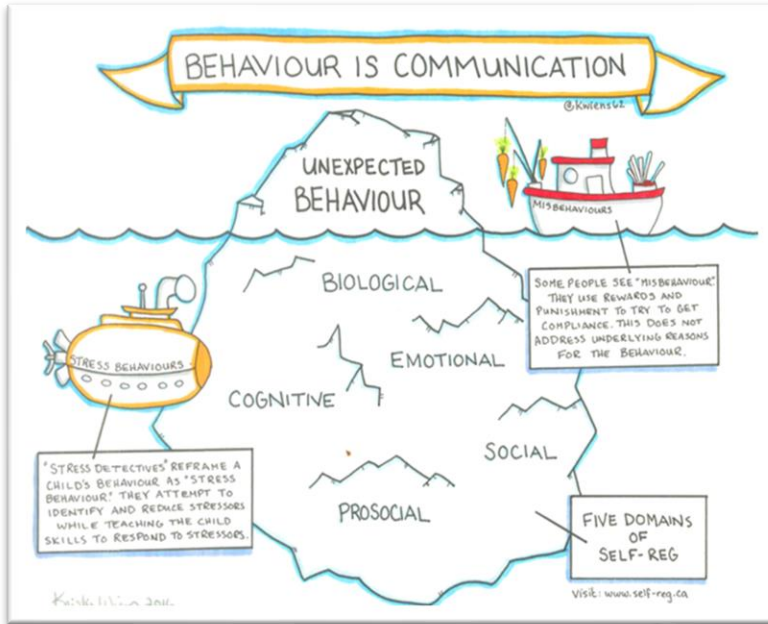 BEHAVIOUR IS COMMUNICATION
@kwiens62
UNEXPECTED
BEHAVIOUR
MISBEHAVIOURS
SOME PEOPLE SEE "MISBEHAVIOUR".
THEY USE REWARDS AND
PUNISHMENT TO TRY TO GET
COMPLIANCE. THIS DOES NOT
ADDRESS UNDERLYING REASONS
FOR THE BEHAVIOUR.
BIOLOGICAL
EMOTIONAL
STRESS BEHAVIOURS
COGNITIVE
SOCIAL
"STRESS DETECTIVES" REFRAME A
CHILD'S BEHAVIOUR AS "STRESS
BEHAVIOUR." THEY ATTEMPT TO
IDENTIFY AND REDUCE STRESSORS
WHILE TEACHING THE CHILD
SKILLS TO RESPOND TO STRESSORS.
PROSOCIAL
FIVE DOMAINS
OF
SELF-REG
Visit: www.self-reg.ca